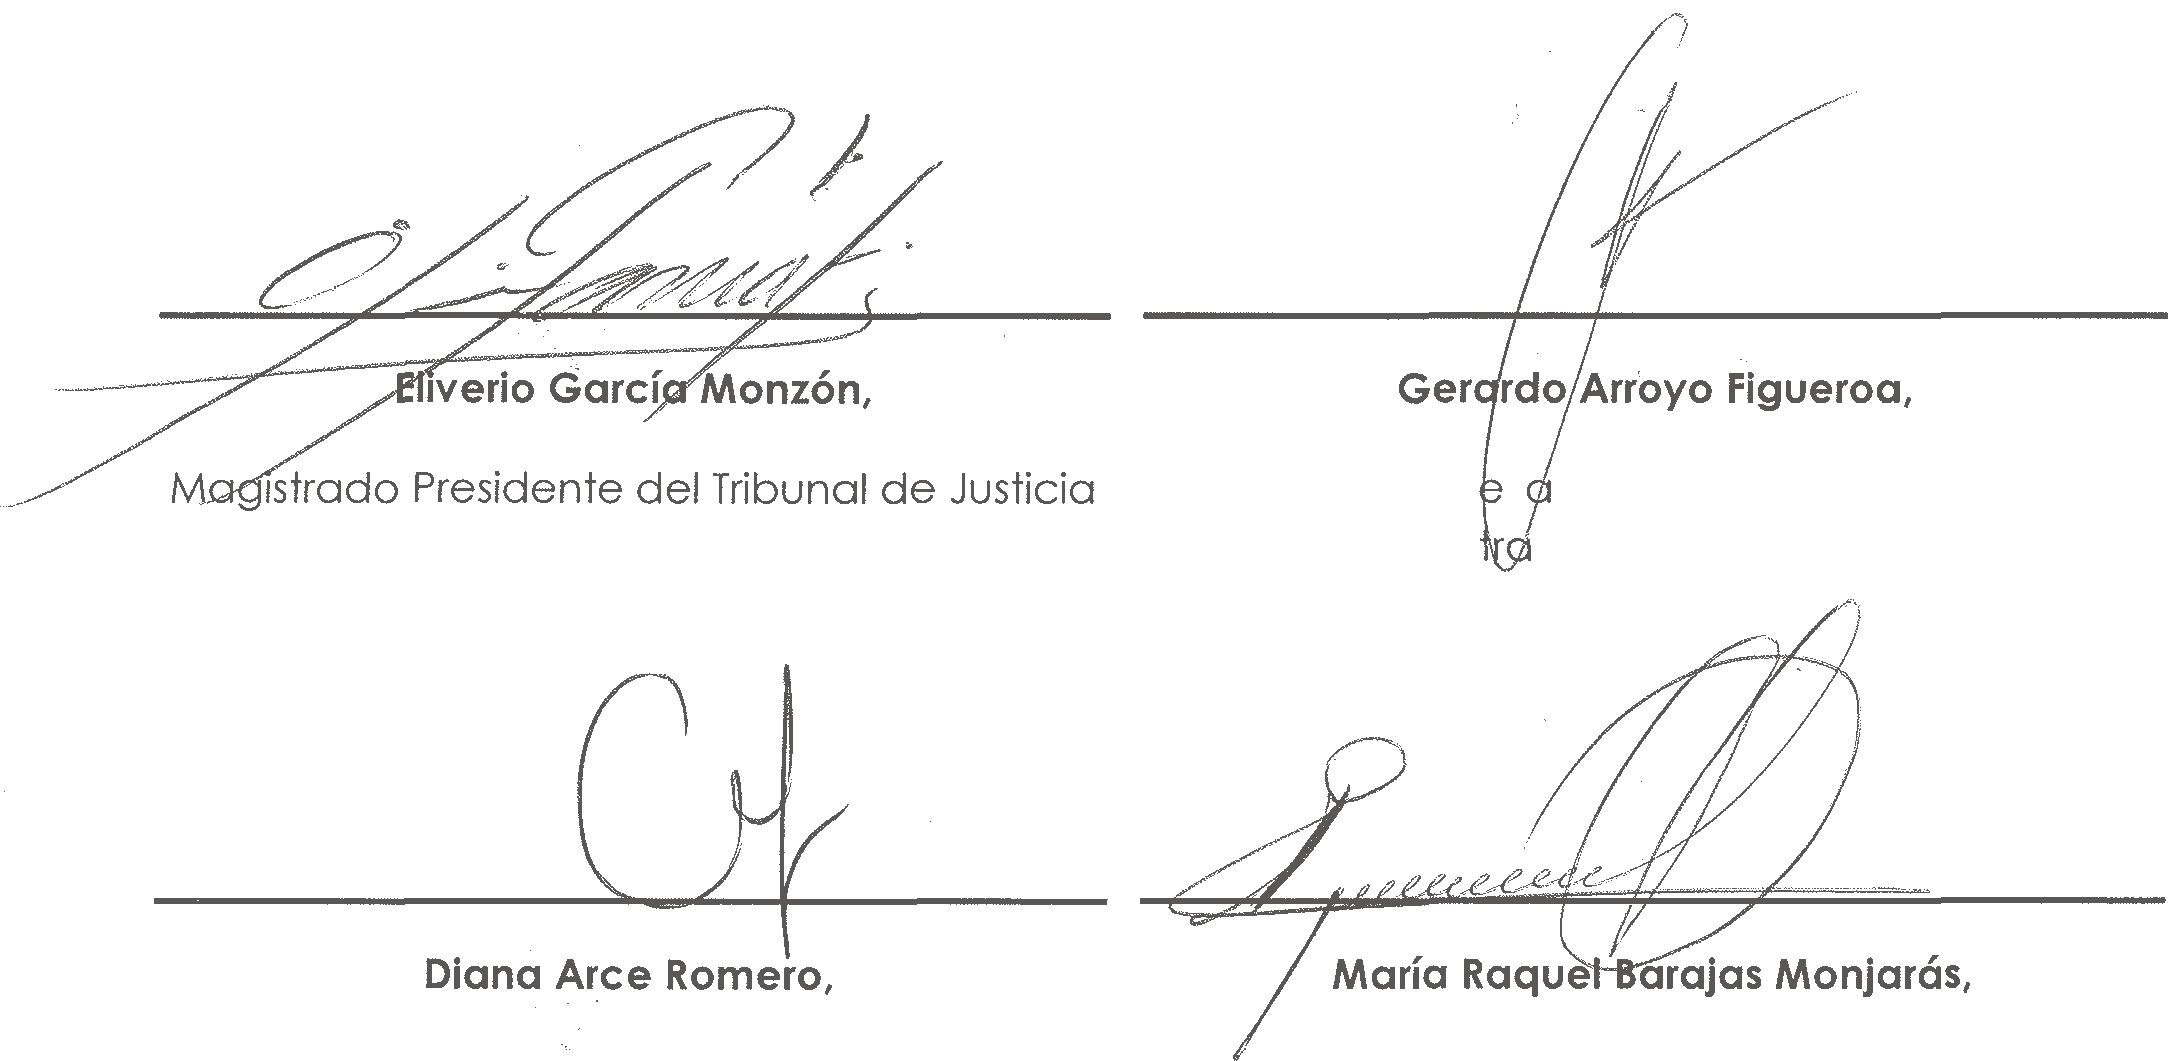 Eliverio García Monzón,
Gerardo Arroyo Figueroa,
Magistrado Presidente del Tribunal de Justicia
e a
tra
Diana Arce Romero,
María Raquel Barajas Monjarás,